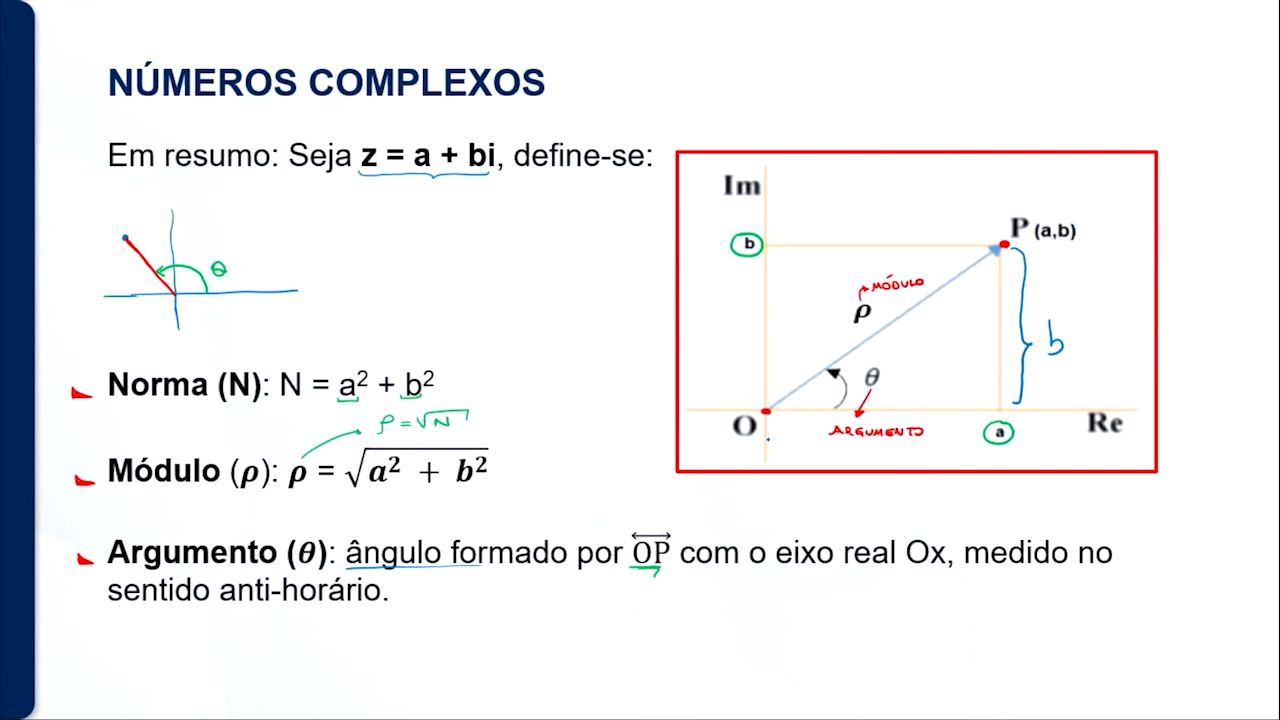 NÚMEROS COMPLEXOS
Em resumo: Seja z = a + bi, define-se:
θ
Norma (N): N = a² + b²
ρ = √N
Módulo (ρ): ρ = √(a² + b²)
Argumento (θ): ângulo formado por OP com o eixo real Ox, medido no
sentido anti-horário.
Im
b
P (a,b)
MÓDULO
ρ
b
θ
O
ARGUMENTO
a
Re